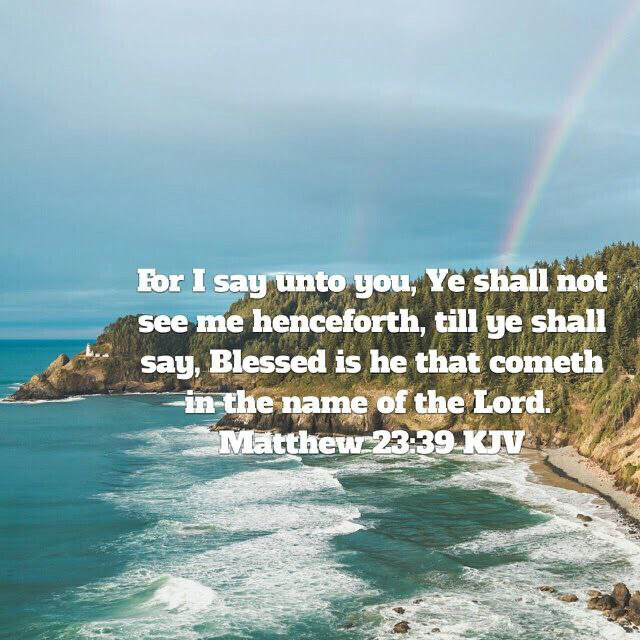 For I say unto you, Ye shall not
see me henceforth, till ye shall
say, Blessed is he that cometh
in the name of the Lord.
Matthew 23:39 KJV